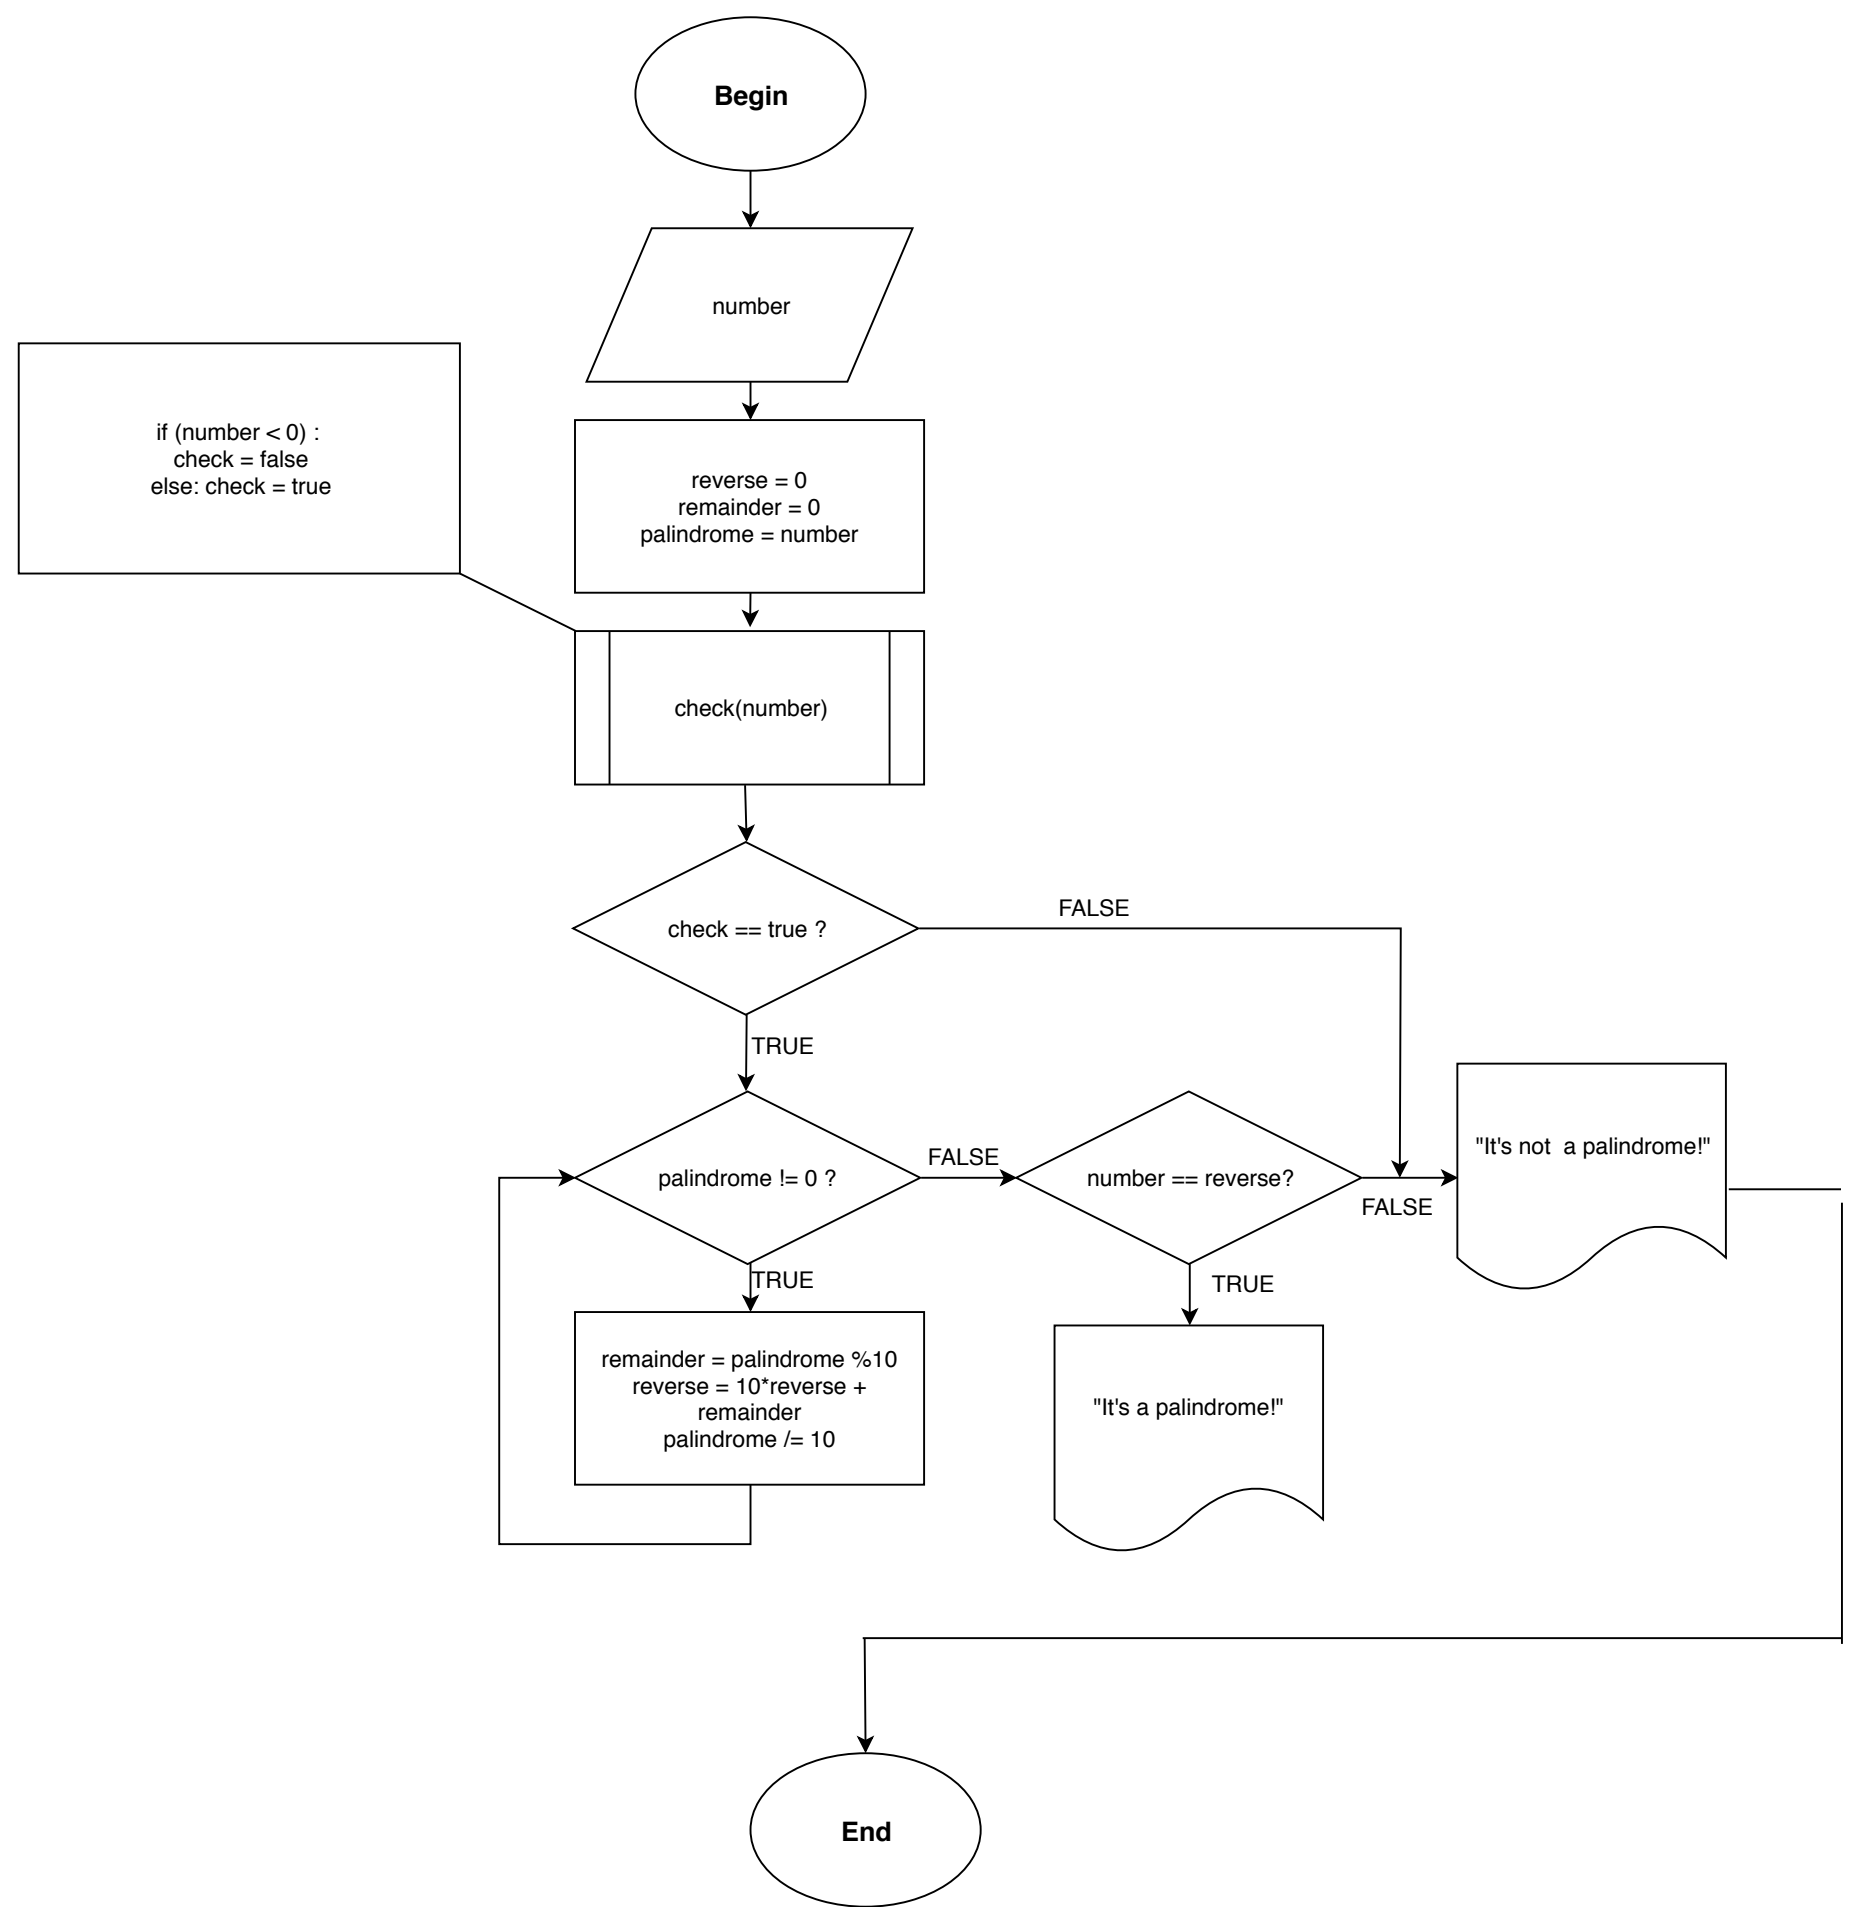 Begin
number
if (number < 0) :
check = false
else: check = true
reverse = 0
remainder = 0
palindrome = number
check(number)
check == true ?
FALSE
TRUE
palindrome != 0 ?
FALSE
number == reverse?
FALSE
"It's not  a palindrome!"
TRUE
TRUE
remainder = palindrome %10
reverse = 10*reverse +
remainder
palindrome /= 10
"It's a palindrome!"
End